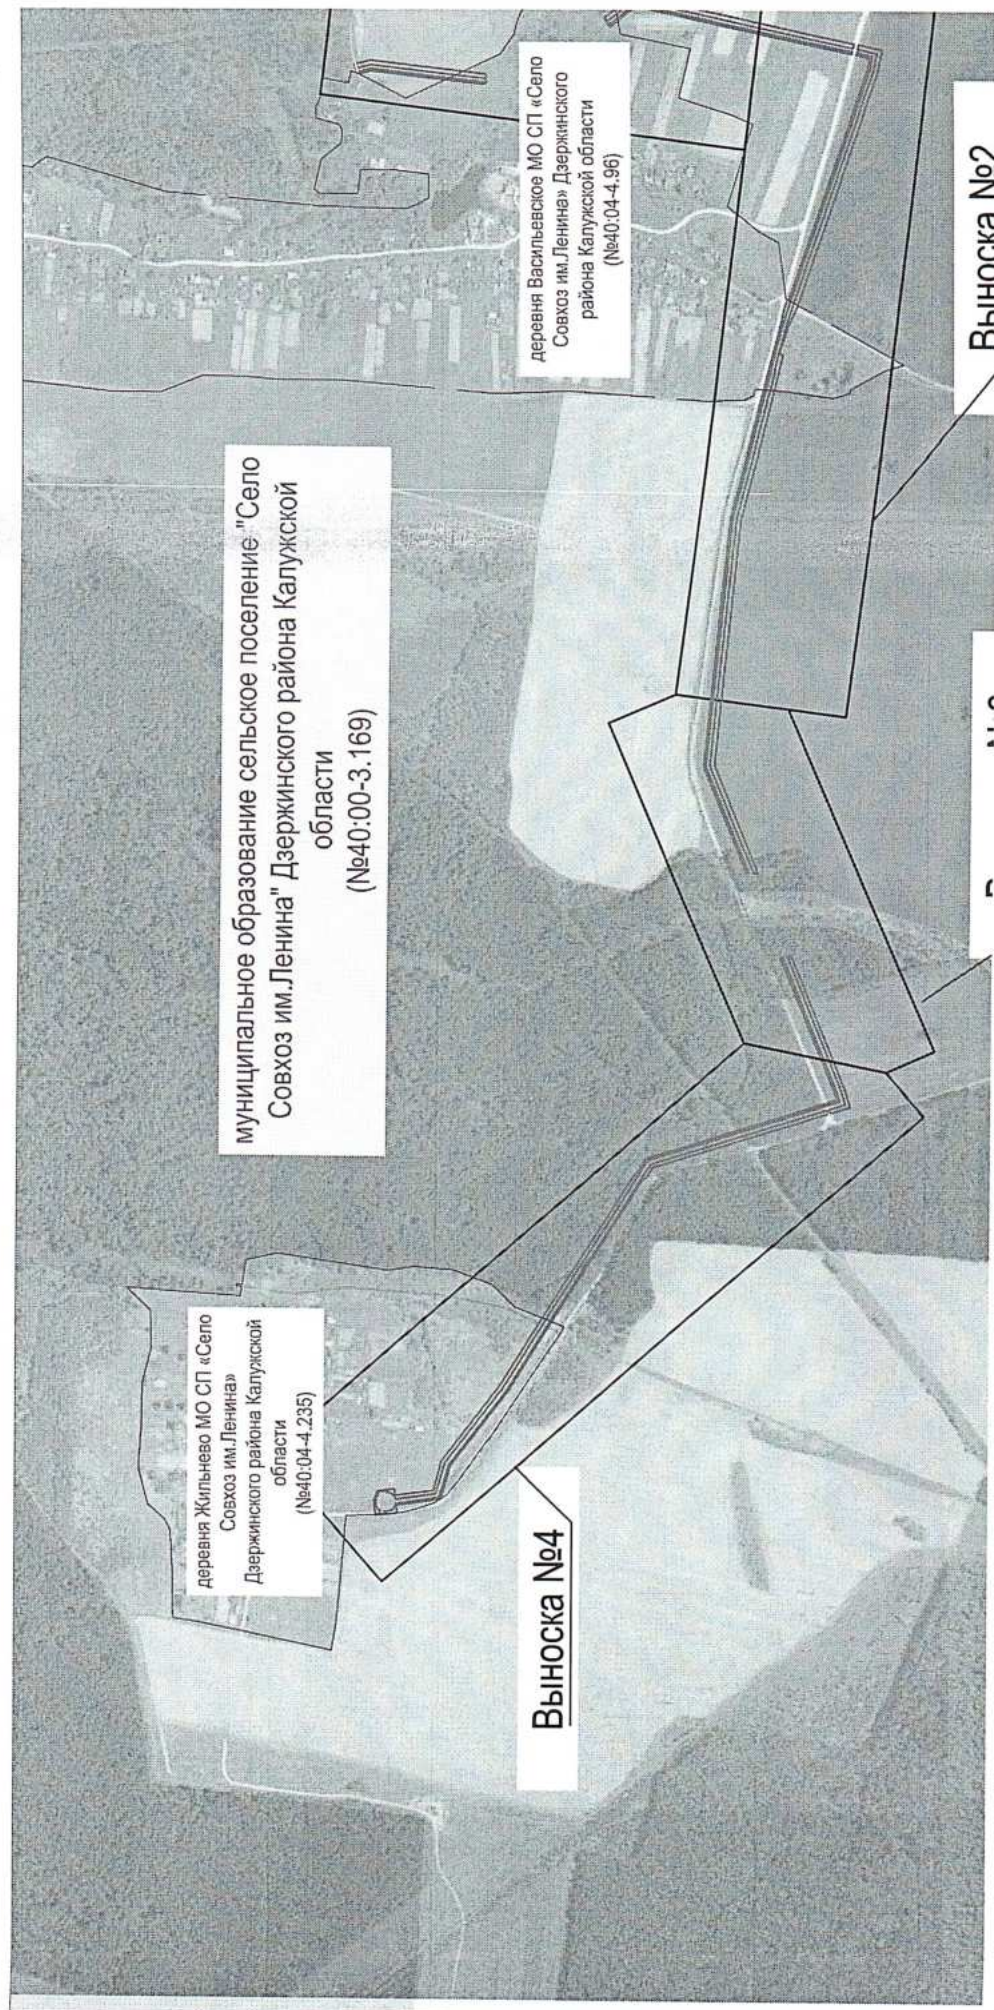 муниципальное образование сельское поселение "Село
Совхоз им.Ленина" Дзержинского района Калужской
области
(№40:00-3.169)
деревня Жильнево МО СП «Село
Совхоз им.Ленина»
Дзержинского района Калужской
области
(№40:04-4.235)
деревня Васильевское МО СП «Село
Совхоз им.Ленина» Дзержинского
района Калужской области
(№40:04-4.96)
Выноска №4
Выноска №2